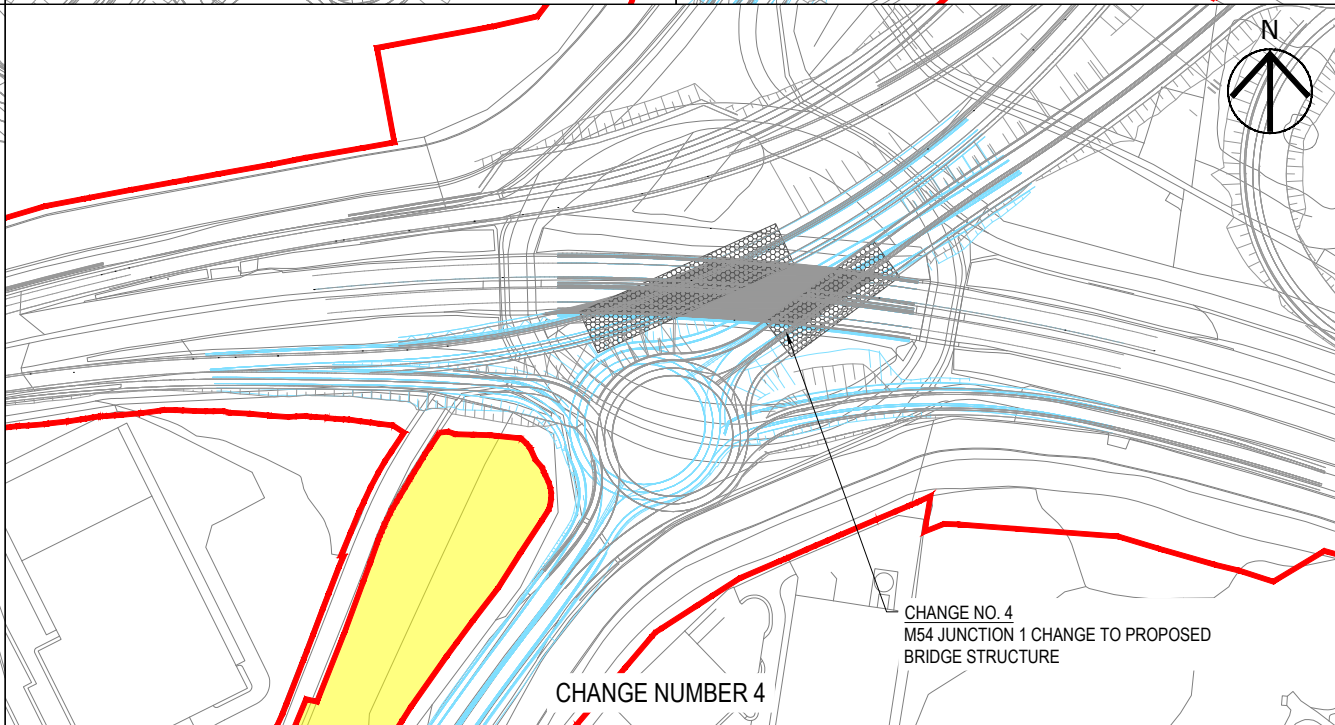 N
CHANGE NO. 4
M54 JUNCTION 1 CHANGE TO PROPOSED
BRIDGE STRUCTURE
CHANGE NUMBER 4